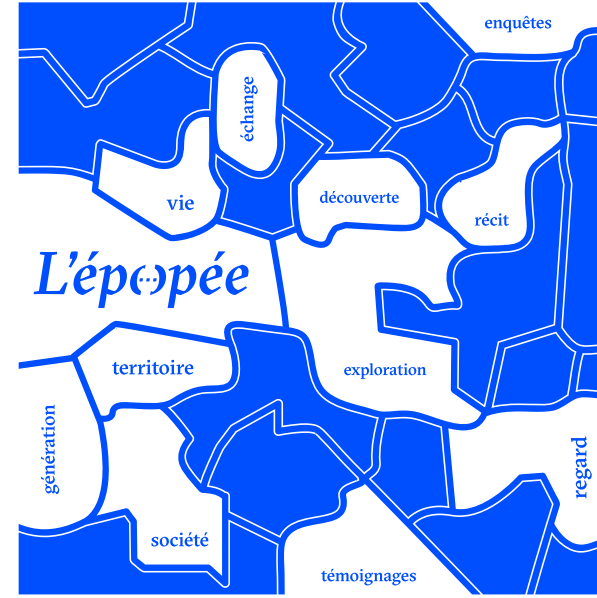 enquêtes
échange
découverte
vie
récit
L'épopée
territoire
exploration
génération
regard
société
témoignages